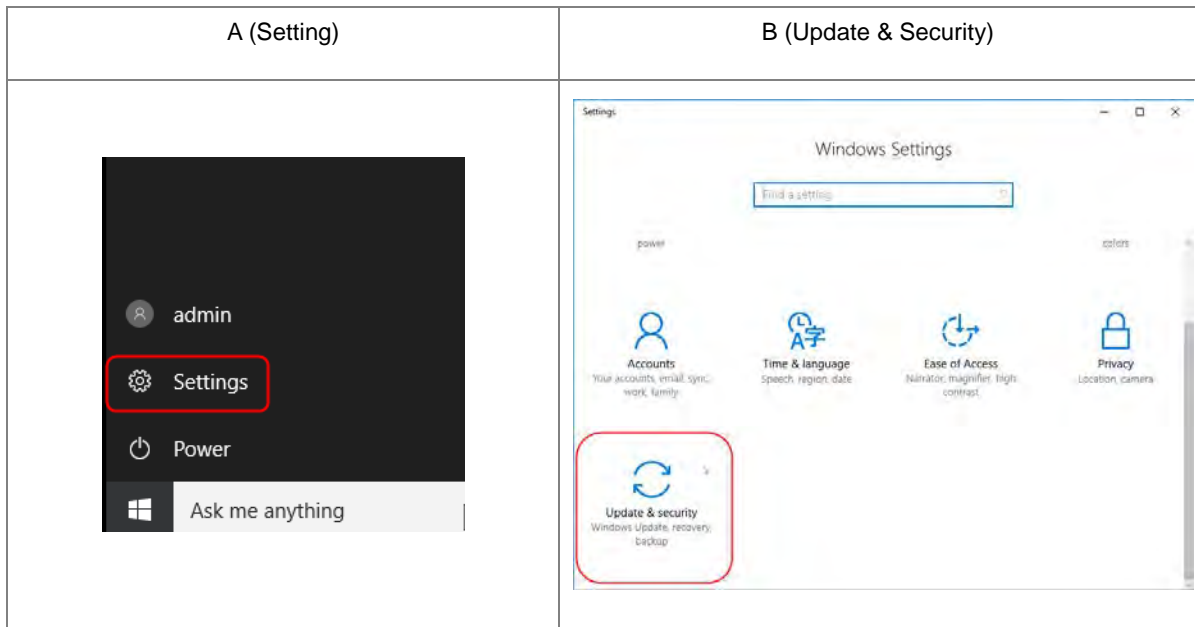 A (Setting)
B (Update & Security)
admin
Settings
Power
Ask me anything
Settings
Windows Settings
Find a setting
power
colors
Accounts
Your accounts, email, sync,
work, family
Time & language
Speech, region, date
Ease of Access
Narrator, magnifier, high
contrast
Privacy
Location, camera
Update & security
Windows Update, recovery,
backup